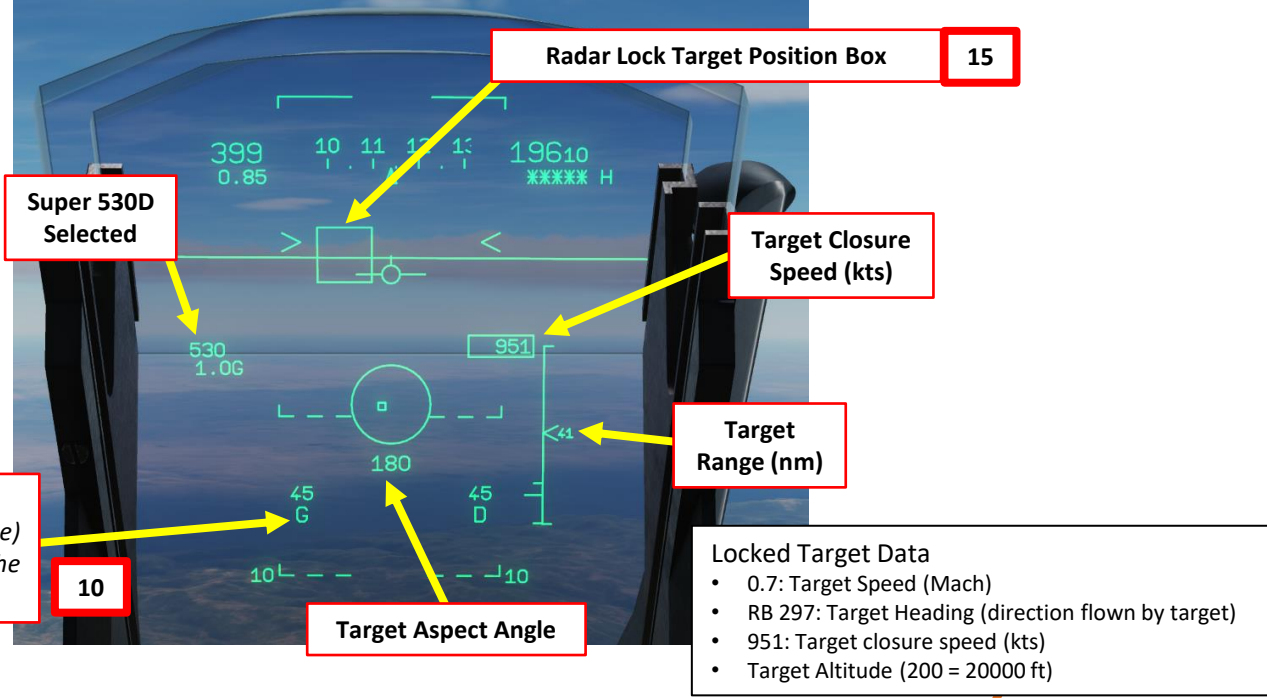 Radar Lock Target Position Box
15
399
0.85
10 11 12 13
19610
***** H
Super 530D
Selected
Target Closure
Speed (kts)
> <
530
1.0G
951
Target
Range (nm)
<41
180
45
G
45
D
e)
he
10
10
10
Target Aspect Angle
Locked Target Data
• 0.7: Target Speed (Mach)
• RB 297: Target Heading (direction flown by target)
• 951: Target closure speed (kts)
• Target Altitude (200 = 20000 ft)